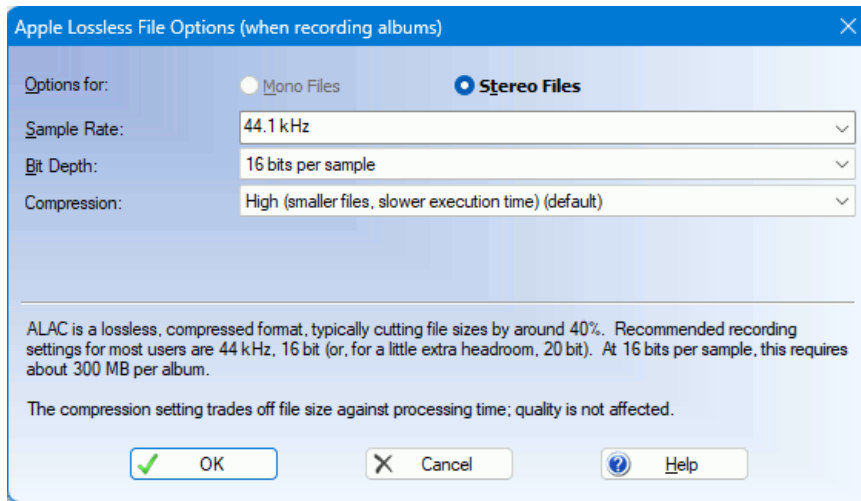 Apple Lossless File Options (when recording albums)
Options for: Mono Files Stereo Files
Sample Rate: 44.1 kHz
Bit Depth: 16 bits per sample
Compression: High (smaller files, slower execution time) (default)
ALAC is a lossless, compressed format, typically cutting file sizes by around 40%. Recommended recording
settings for most users are 44 kHz, 16 bit (or, for a little extra headroom, 20 bit). At 16 bits per sample, this requires
about 300 MB per album.
The compression setting trades off file size against processing time; quality is not affected.
OK Cancel Help